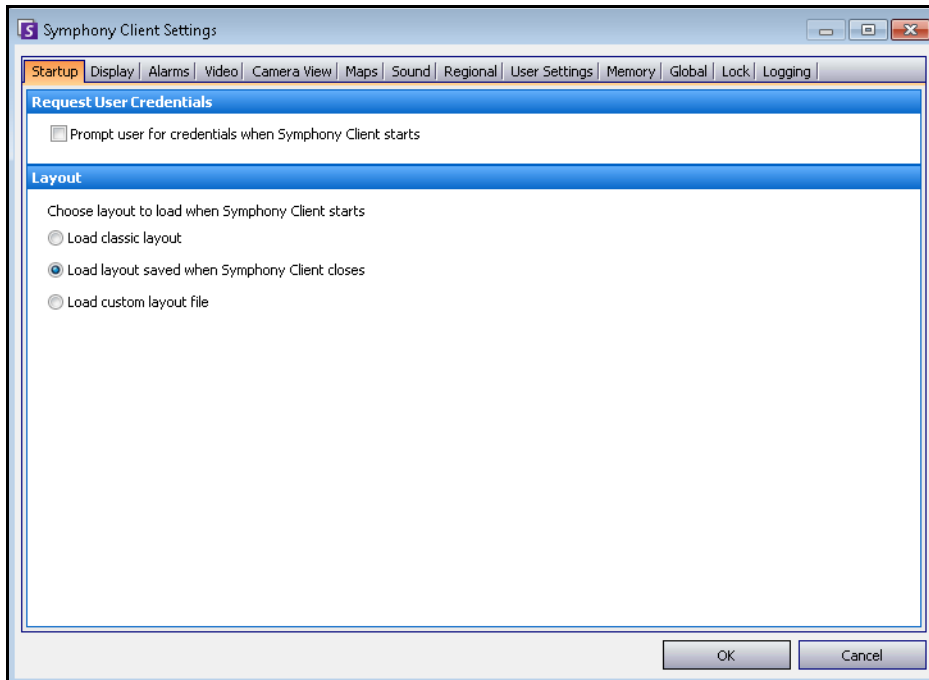 Symphony Client Settings
Startup Display Alarms Video Camera View Maps Sound Regional User Settings Memory Global Lock Logging
Request User Credentials
Prompt user for credentials when Symphony Client starts
Layout
Choose layout to load when Symphony Client starts
Load classic layout
Load layout saved when Symphony Client closes
Load custom layout file
OK Cancel